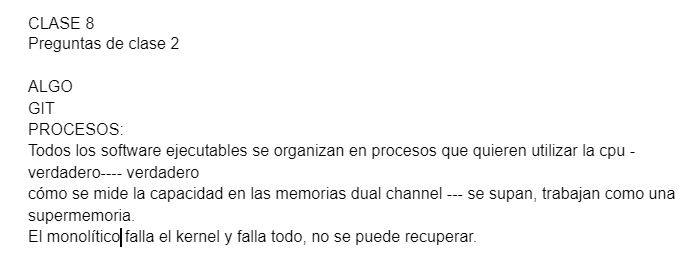 CLASE 8
Preguntas de clase 2
ALGO
GIT
PROCESOS:
Todos los software ejecutables se organizan en procesos que quieren utilizar la cpu -
verdadero---- verdadero
cómo se mide la capacidad en las memorias dual channel --- se supan, trabajan como una
supermemoria.
El monolítico falla el kernel y falla todo, no se puede recuperar.